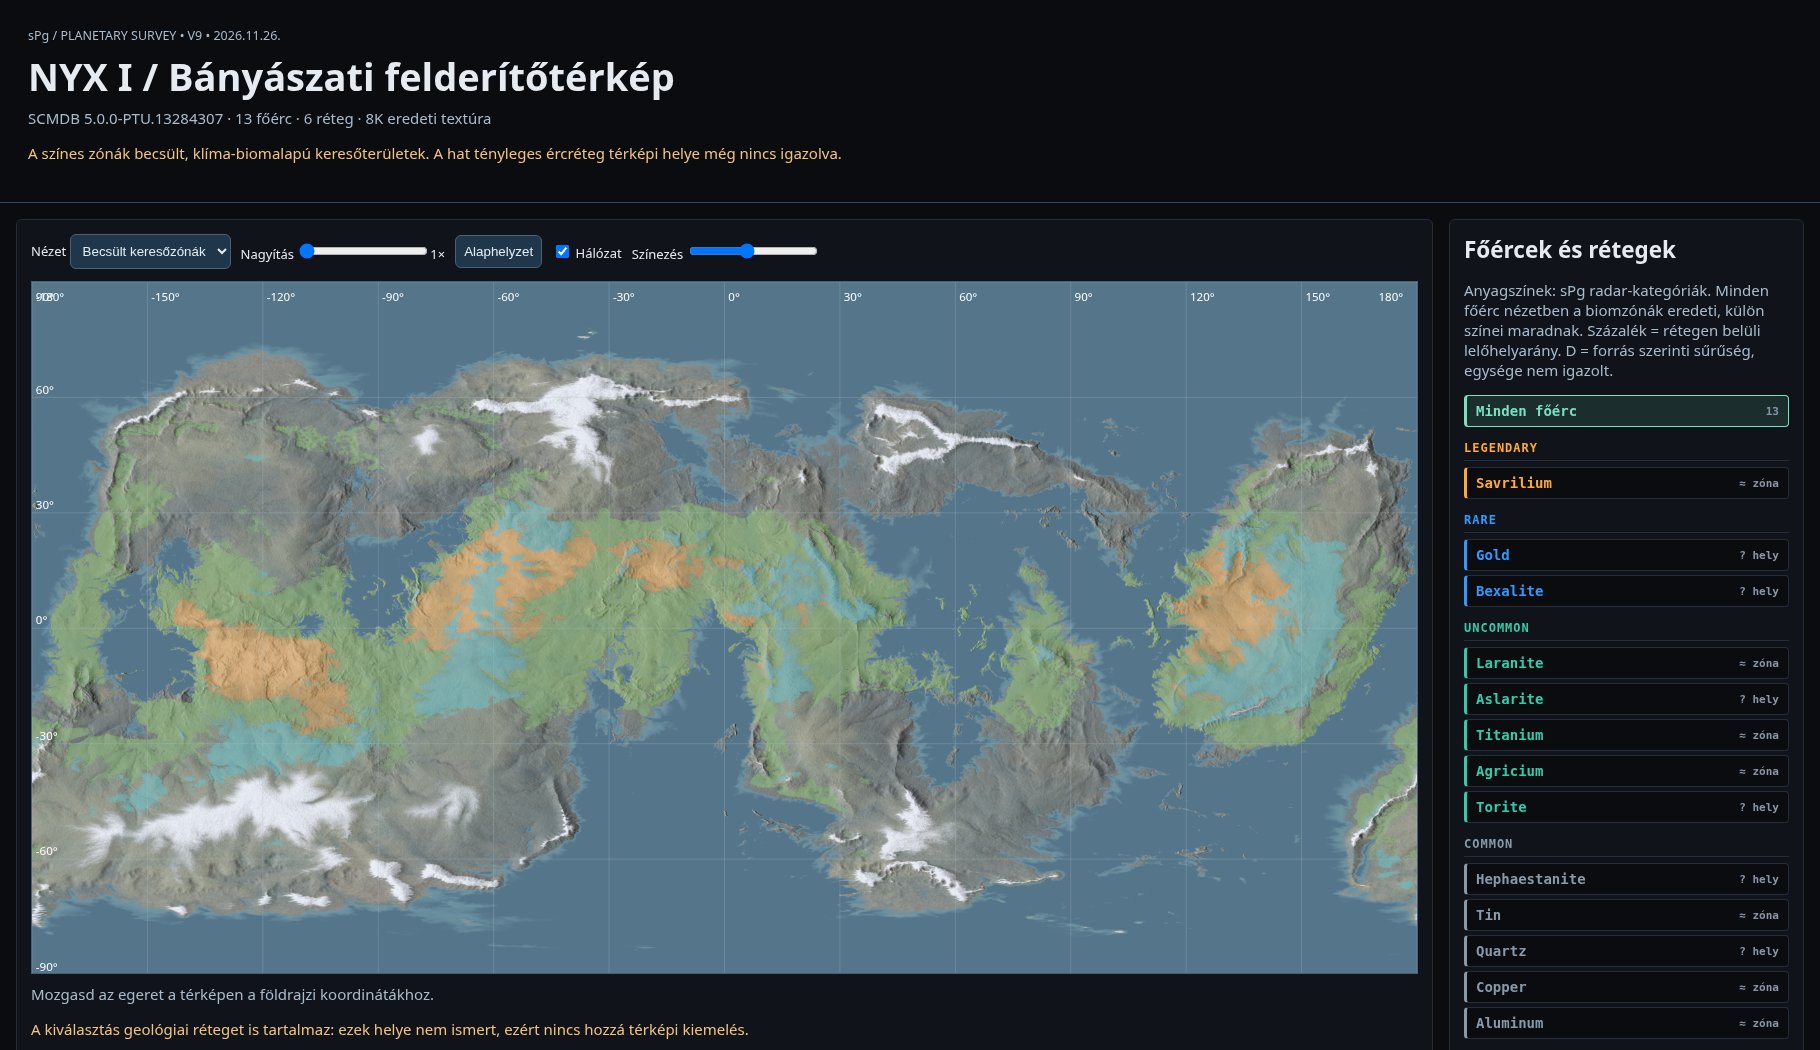 sPg / PLANETARY SURVEY • V9 • 2026.11.26.
NYX I / Bányászati felderítőtérkép
SCMDB 5.0.0-PTU.13284307 · 13 főérc · 6 réteg · 8K eredeti textúra
A színes zónák becsült, klíma-biomalapú keresőterületek. A hat tényleges ércréteg térképi helye még nincs igazolva.
Nézet Becsült keresőzónák Nagyítás 1× Alaphelyzet Hálózat Színezés
-150° -120° -90° -60° -30° 0° 30° 60° 90° 120° 150° 180°
60°
30°
0°
-30°
-60°
-90°
Mozgasd az egeret a térképen a földrajzi koordinátákhoz.
A kiválasztás geológiai réteget is tartalmaz: ezek helye nem ismert, ezért nincs hozzá térképi kiemelés.
Főércek és rétegek
Anyagszínek: sPg radar-kategóriák. Minden
főérc nézetben a biomzónák eredeti, külön
színei maradnak. Százalék = rétegen belüli
lelőhelyarány. D = forrás szerinti sűrűség,
egysége nem igazolt.
Minden főérc 13
LEGENDARY
Savrilium ≈ zóna
RARE
Gold ? hely
Bexalite ? hely
UNCOMMON
Laranite ≈ zóna
Aslarite ? hely
Titanium ≈ zóna
Agricium ≈ zóna
Torite ? hely
COMMON
Hephaestanite ? hely
Tin ≈ zóna
Quartz ? hely
Copper ≈ zóna
Aluminum ≈ zóna